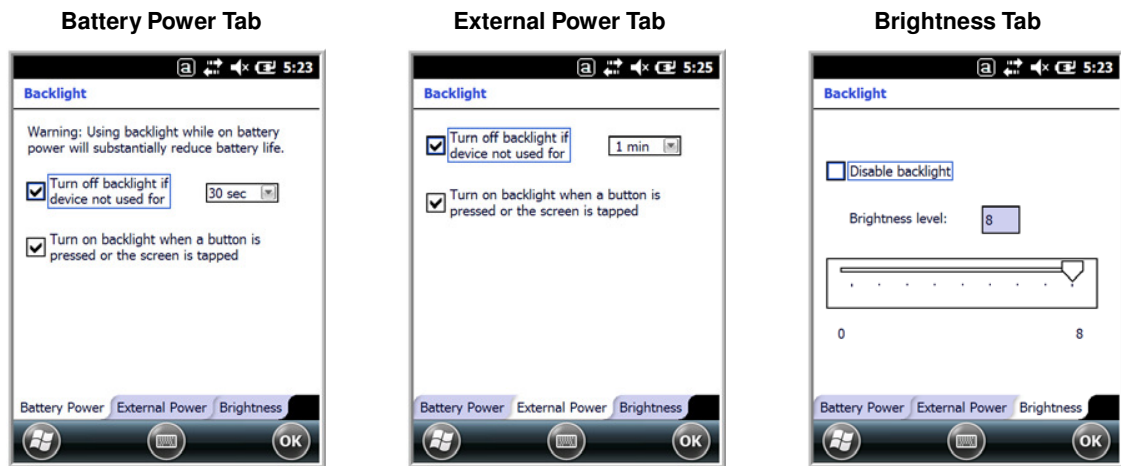 Battery Power Tab
External Power Tab
Brightness Tab
a 5:23
Backlight
Warning: Using backlight while on battery
power will substantially reduce battery life.
Turn off backlight if
device not used for
30 sec
Turn on backlight when a button is
pressed or the screen is tapped
Battery Power External Power Brightness
OK
a 5:25
Backlight
Turn off backlight if
device not used for
1 min
Turn on backlight when a button is
pressed or the screen is tapped
Battery Power External Power Brightness
OK
a 5:23
Backlight
Disable backlight
Brightness level: 8
0 8
Battery Power External Power Brightness
OK